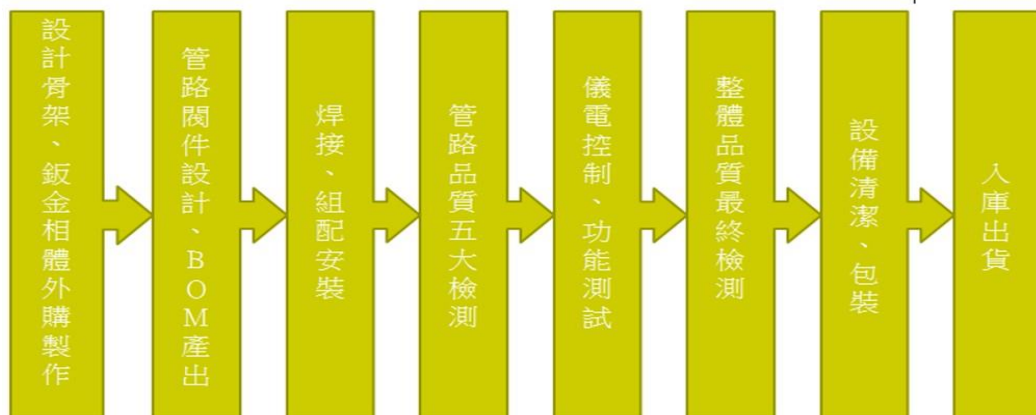 設計骨架、鈑金相體外購製作
管路閥件設計、BOM產出
焊接、組配安裝
管路品質五大檢測
儀電控制、功能測試
整體品質最終檢測
設備清潔、包裝
入庫出貨